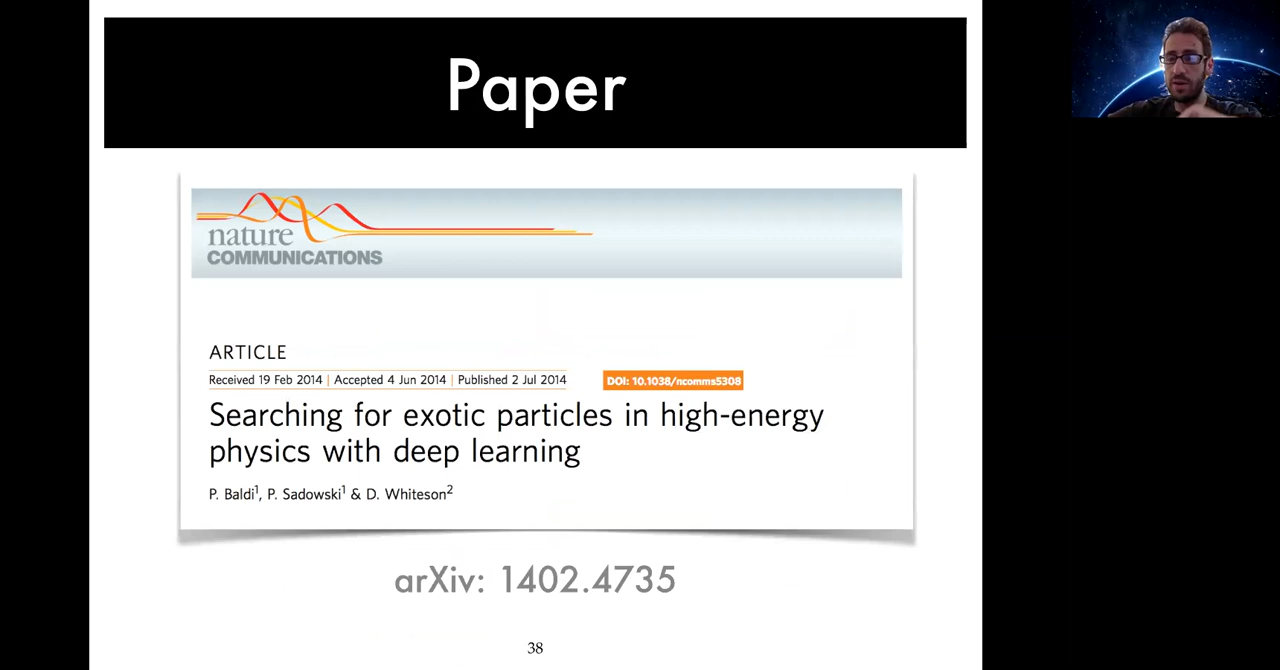 Paper
nature
COMMUNICATIONS
ARTICLE
Received 19 Feb 2014 | Accepted 4 Jun 2014 | Published 2 Jul 2014
DOI: 10.1038/ncomms5308
Searching for exotic particles in high-energy
physics with deep learning
P. Baldi¹, P. Sadowski¹ & D. Whiteson²
arXiv: 1402.4735
38